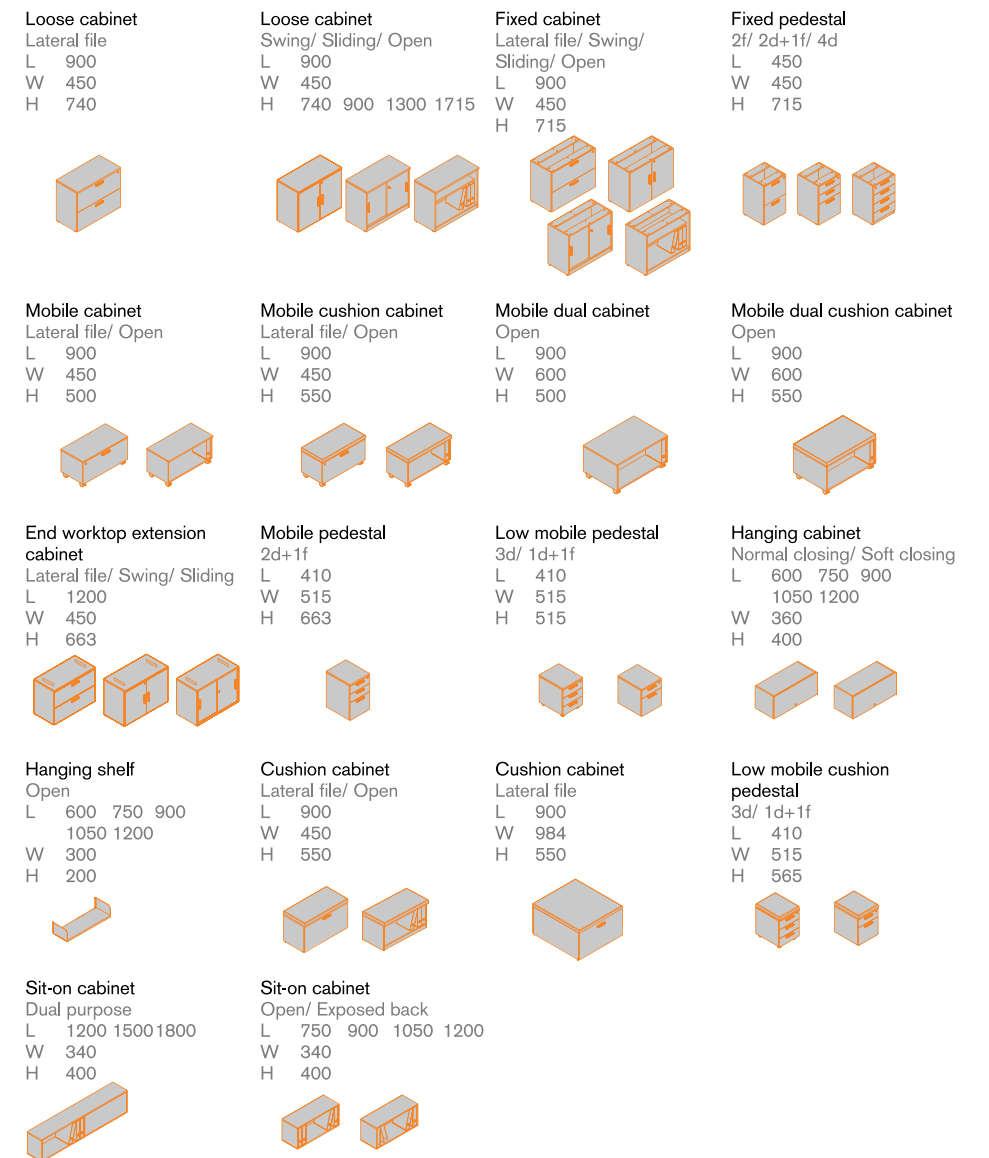 Loose cabinet
Lateral file
L 900
W 450
H 740
Loose cabinet
Swing/ Sliding/ Open
L 900
W 450
H 740 900 1300 1715
Fixed cabinet
Lateral file/ Swing/
Sliding/ Open
L 900
W 450
H 715
Fixed pedestal
2f/ 2d+1f/ 4d
L 450
W 450
H 715
Mobile cabinet
Lateral file/ Open
L 900
W 450
H 500
Mobile cushion cabinet
Lateral file/ Open
L 900
W 450
H 550
Mobile dual cabinet
Open
L 900
W 600
H 500
Mobile dual cushion cabinet
Open
L 900
W 600
H 550
End worktop extension
cabinet
Lateral file/ Swing/ Sliding
L 1200
W 450
H 663
Mobile pedestal
2d+1f
L 410
W 515
H 663
Low mobile pedestal
3d/ 1d+1f
L 410
W 515
H 515
Hanging cabinet
Normal closing/ Soft closing
L 600 750 900
1050 1200
W 360
H 400
Hanging shelf
Open
L 600 750 900
1050 1200
W 300
H 200
Cushion cabinet
Lateral file/ Open
L 900
W 450
H 550
Cushion cabinet
Lateral file
L 900
W 984
H 550
Low mobile cushion
pedestal
3d/ 1d+1f
L 410
W 515
H 565
Sit-on cabinet
Dual purpose
L 1200 1500 1800
W 340
H 400
Sit-on cabinet
Open/ Exposed back
L 750 900 1050 1200
W 340
H 400